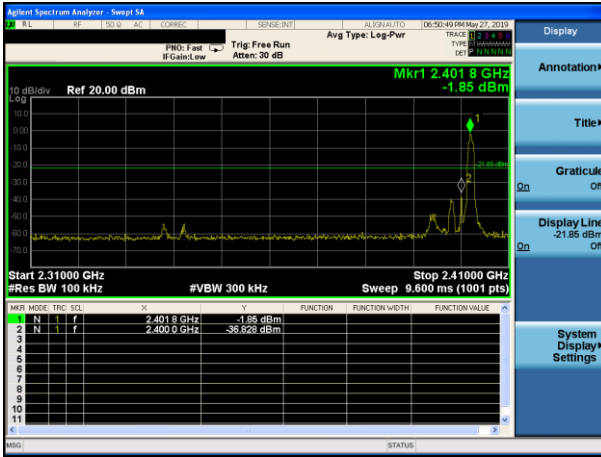 Agilent Spectrum Analyzer - Swept SA
RL RF 50 Ω AC CORREC SENSE:INT ALIGNAUTO 06:50:49 PM May 27, 2019
Avg Type: Log-Pwr
TRACE 1 2 3 4 5 6
TYPE M
DET P N N N N N
PNO: Fast
IFGain:Low
Trig: Free Run
Atten: 30 dB
Mkr1 2.401 8 GHz
-1.85 dBm
10 dB/div Ref 20.00 dBm
Log
10.0
0.00
-10.0
-20.0
-30.0
-40.0
-50.0
-60.0
-70.0
1
-21.85 dBm
2
Start 2.31000 GHz Stop 2.41000 GHz
#Res BW 100 kHz #VBW 300 kHz Sweep 9.600 ms (1001 pts)
MKR MODE TRC SCL X Y FUNCTION FUNCTION WIDTH FUNCTION VALUE
1 N 1 f 2.401 8 GHz -1.85 dBm
2 N 1 f 2.400 0 GHz -36.828 dBm
3
4
5
6
7
8
9
10
11
MSG STATUS
Display
Annotation
Title
Graticule
On Off
Display Line
-21.85 dBm
On Off
System
Display
Settings